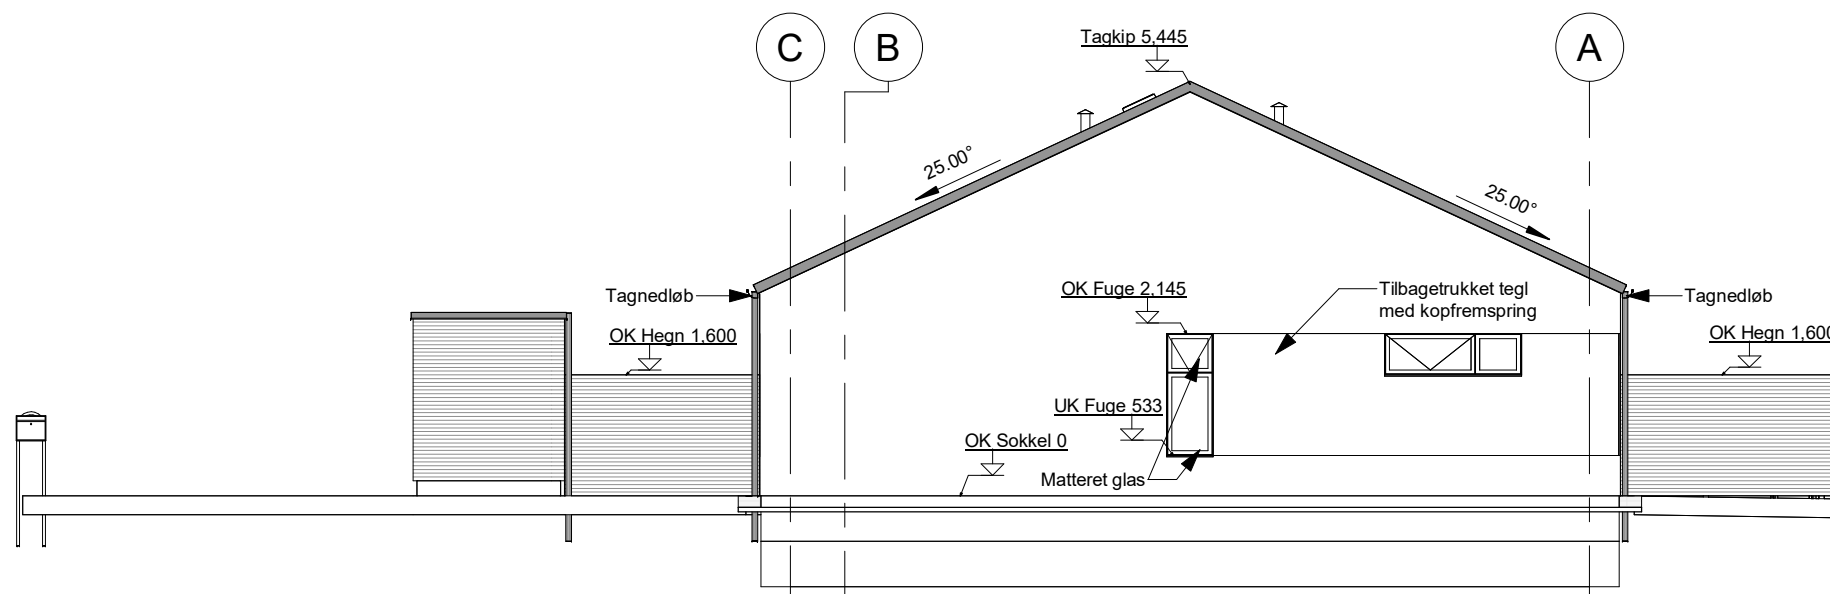 C
B
A
Tagkip 5,445
25.00°
25.00°
Tagnedløb
OK Fuge 2,145
Tilbagetrukket tegl
med kopfremspring
Tagnedløb
OK Hegn 1,600
OK Hegn 1,600
UK Fuge 533
OK Sokkel 0
Matteret glas